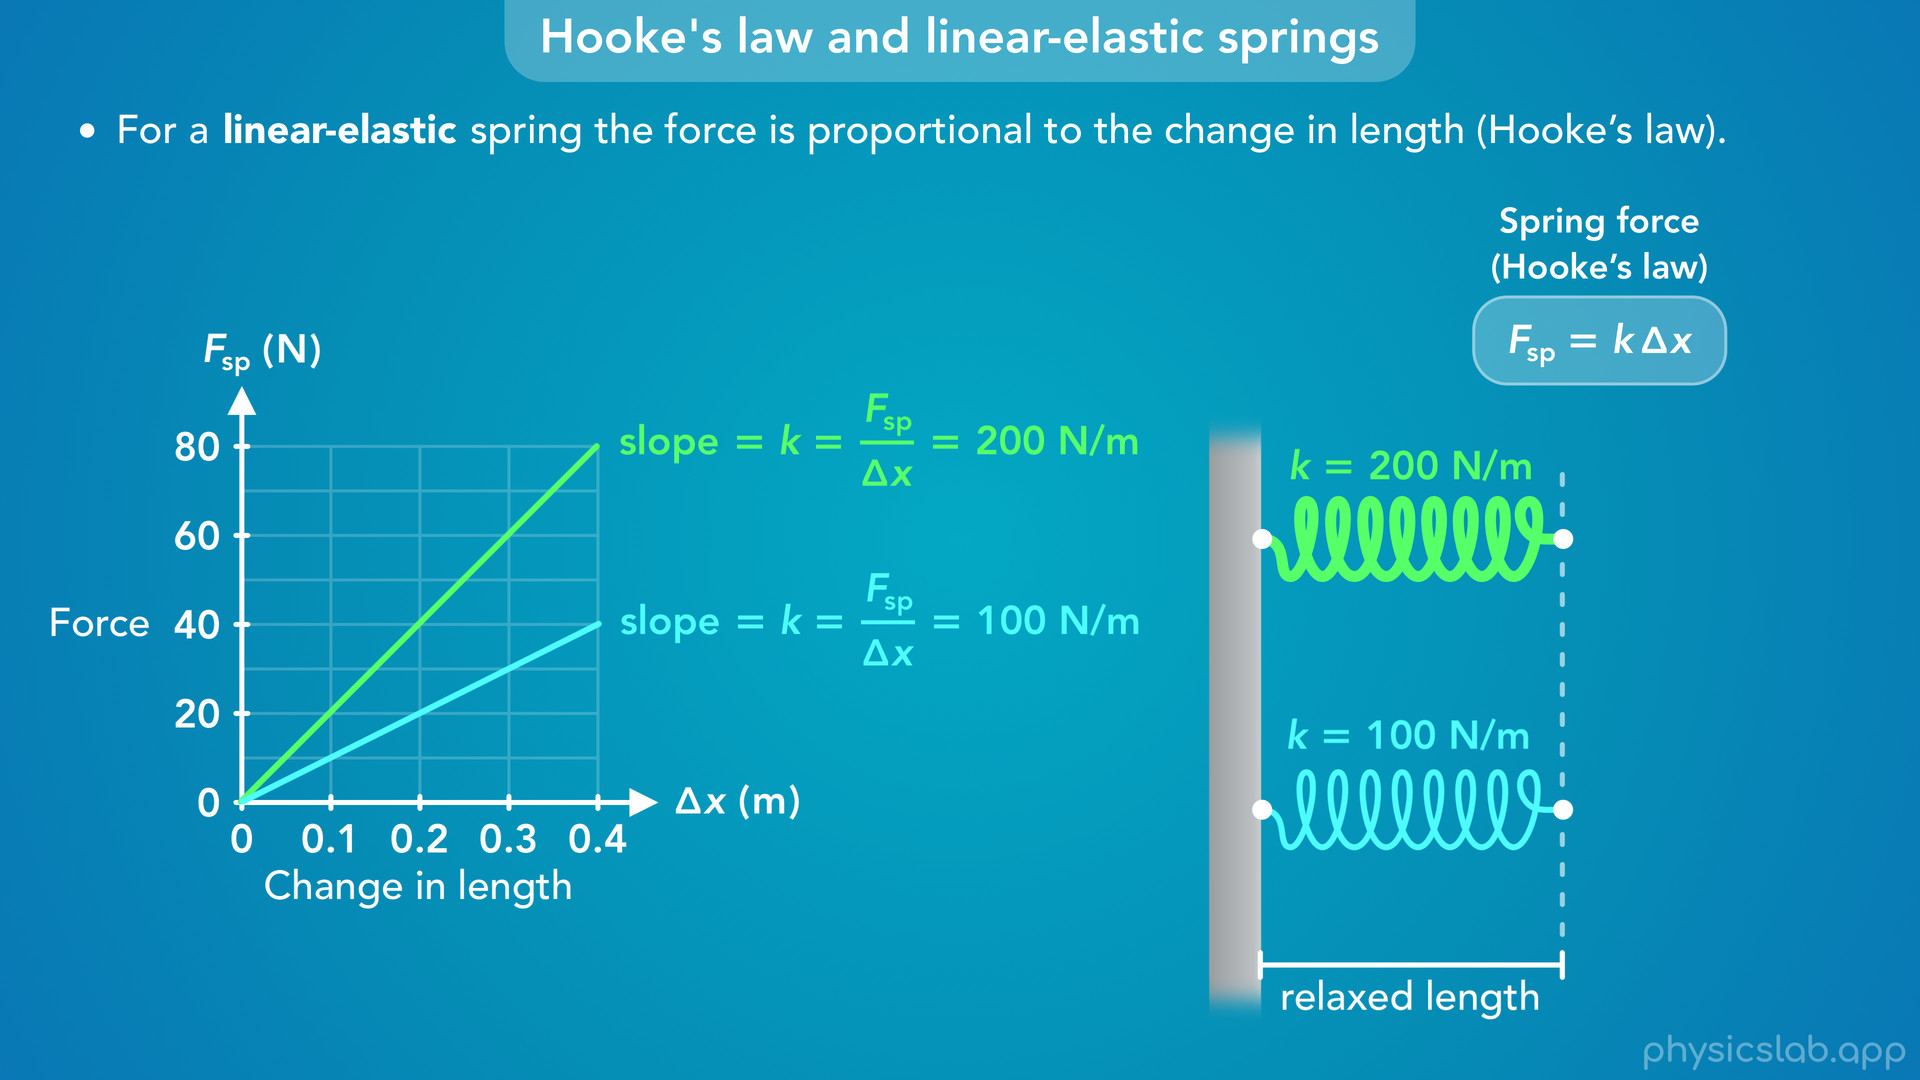 Hooke's law and linear-elastic springs
• For a linear-elastic spring the force is proportional to the change in length (Hooke’s law).
Spring force
(Hooke’s law)
Fsp = k Δx
Fsp (N)
80
60
Force 40
20
0
0 0.1 0.2 0.3 0.4
Δx (m)
Change in length
slope = k = Fsp/Δx = 200 N/m
slope = k = Fsp/Δx = 100 N/m
k = 200 N/m
k = 100 N/m
relaxed length
physicslab.app